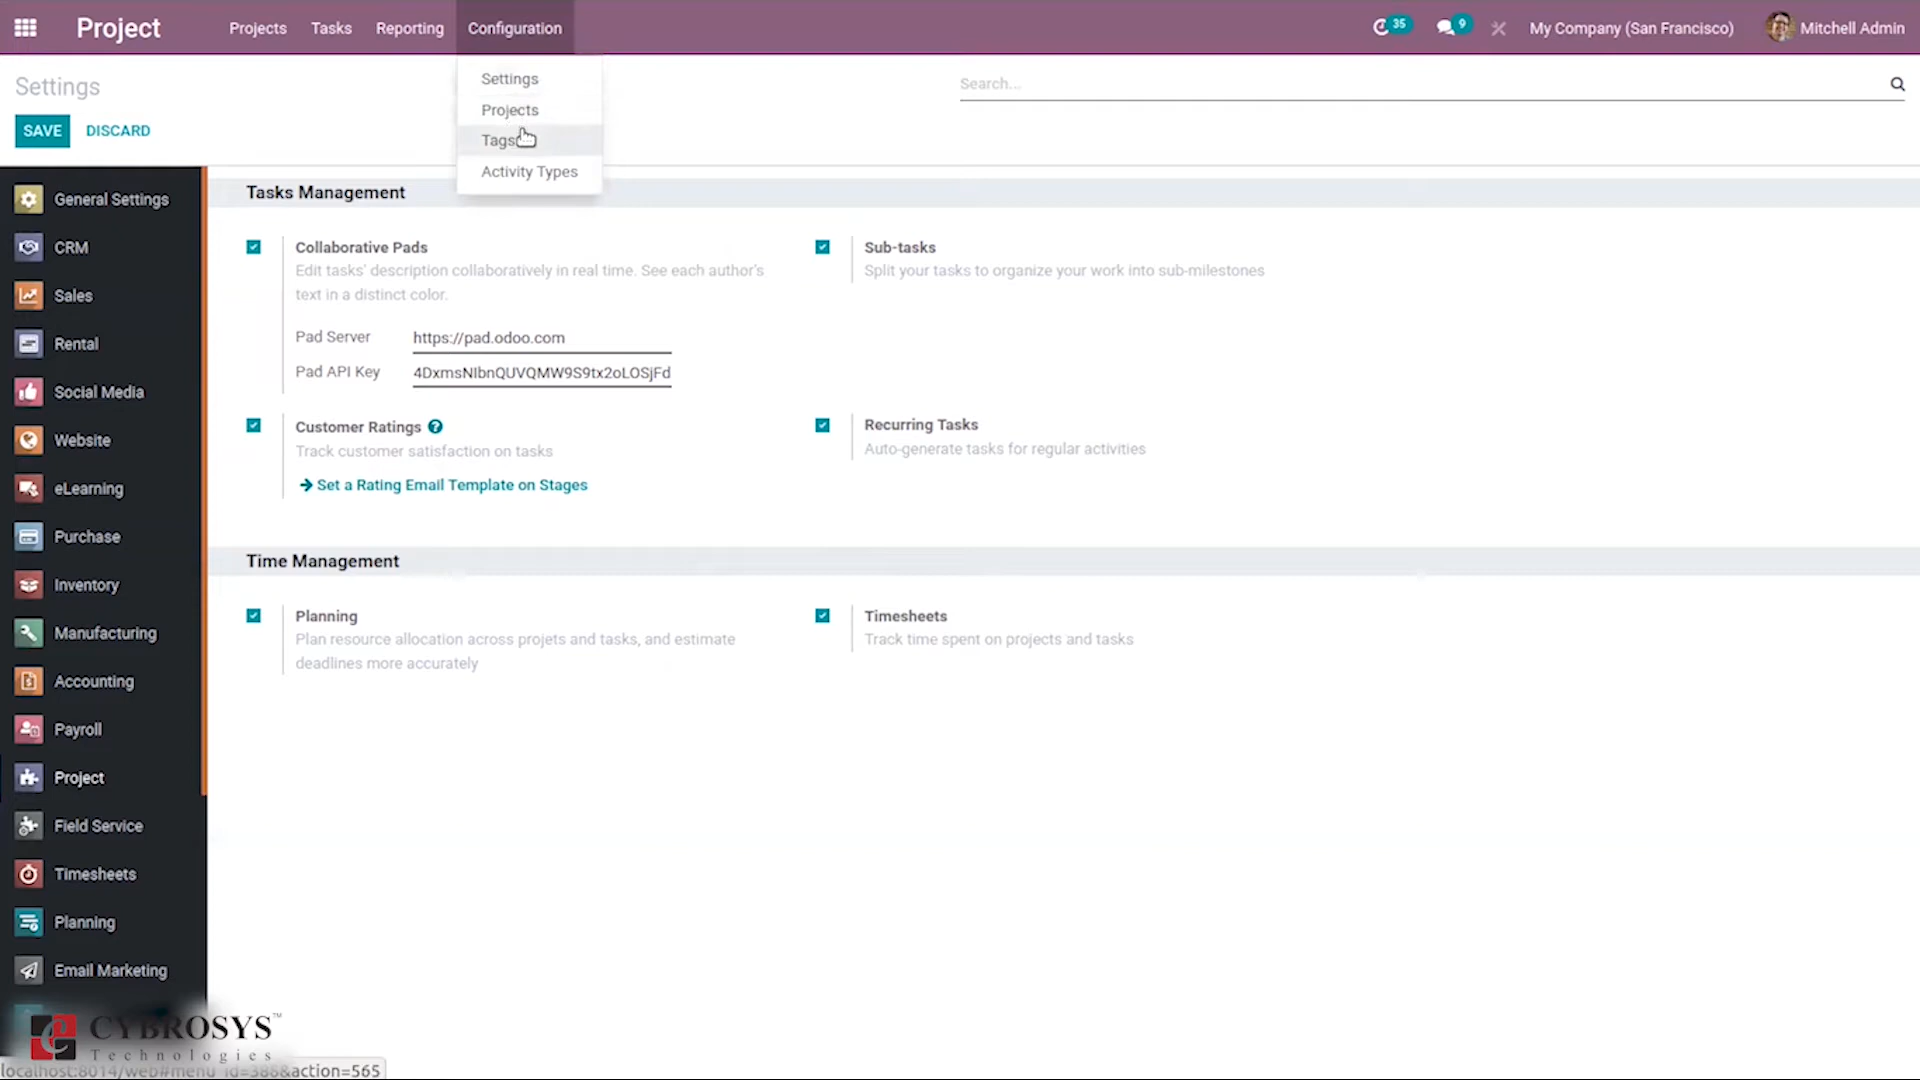 Project
Projects
Tasks
Reporting
Configuration
35
9
My Company (San Francisco)
Mitchell Admin
Settings
Search...
SAVE
DISCARD
Settings
Projects
Tags
Activity Types
General Settings
CRM
Sales
Rental
Social Media
Website
eLearning
Purchase
Inventory
Manufacturing
Accounting
Payroll
Project
Field Service
Timesheets
Planning
Email Marketing
Tasks Management
Collaborative Pads
Edit tasks' description collaboratively in real time. See each author's
text in a distinct color.
Pad Server
https://pad.odoo.com
Pad API Key
4DxmsNIbnQUVQMW9S9tx2oLOSjFd
Sub-tasks
Split your tasks to organize your work into sub-milestones
Customer Ratings
Track customer satisfaction on tasks
Set a Rating Email Template on Stages
Recurring Tasks
Auto-generate tasks for regular activities
Time Management
Planning
Plan resource allocation across projets and tasks, and estimate
deadlines more accurately
Timesheets
Track time spent on projects and tasks
CYBROSYS™
Technologies
localhost:8014/web#menu_id=386&action=565